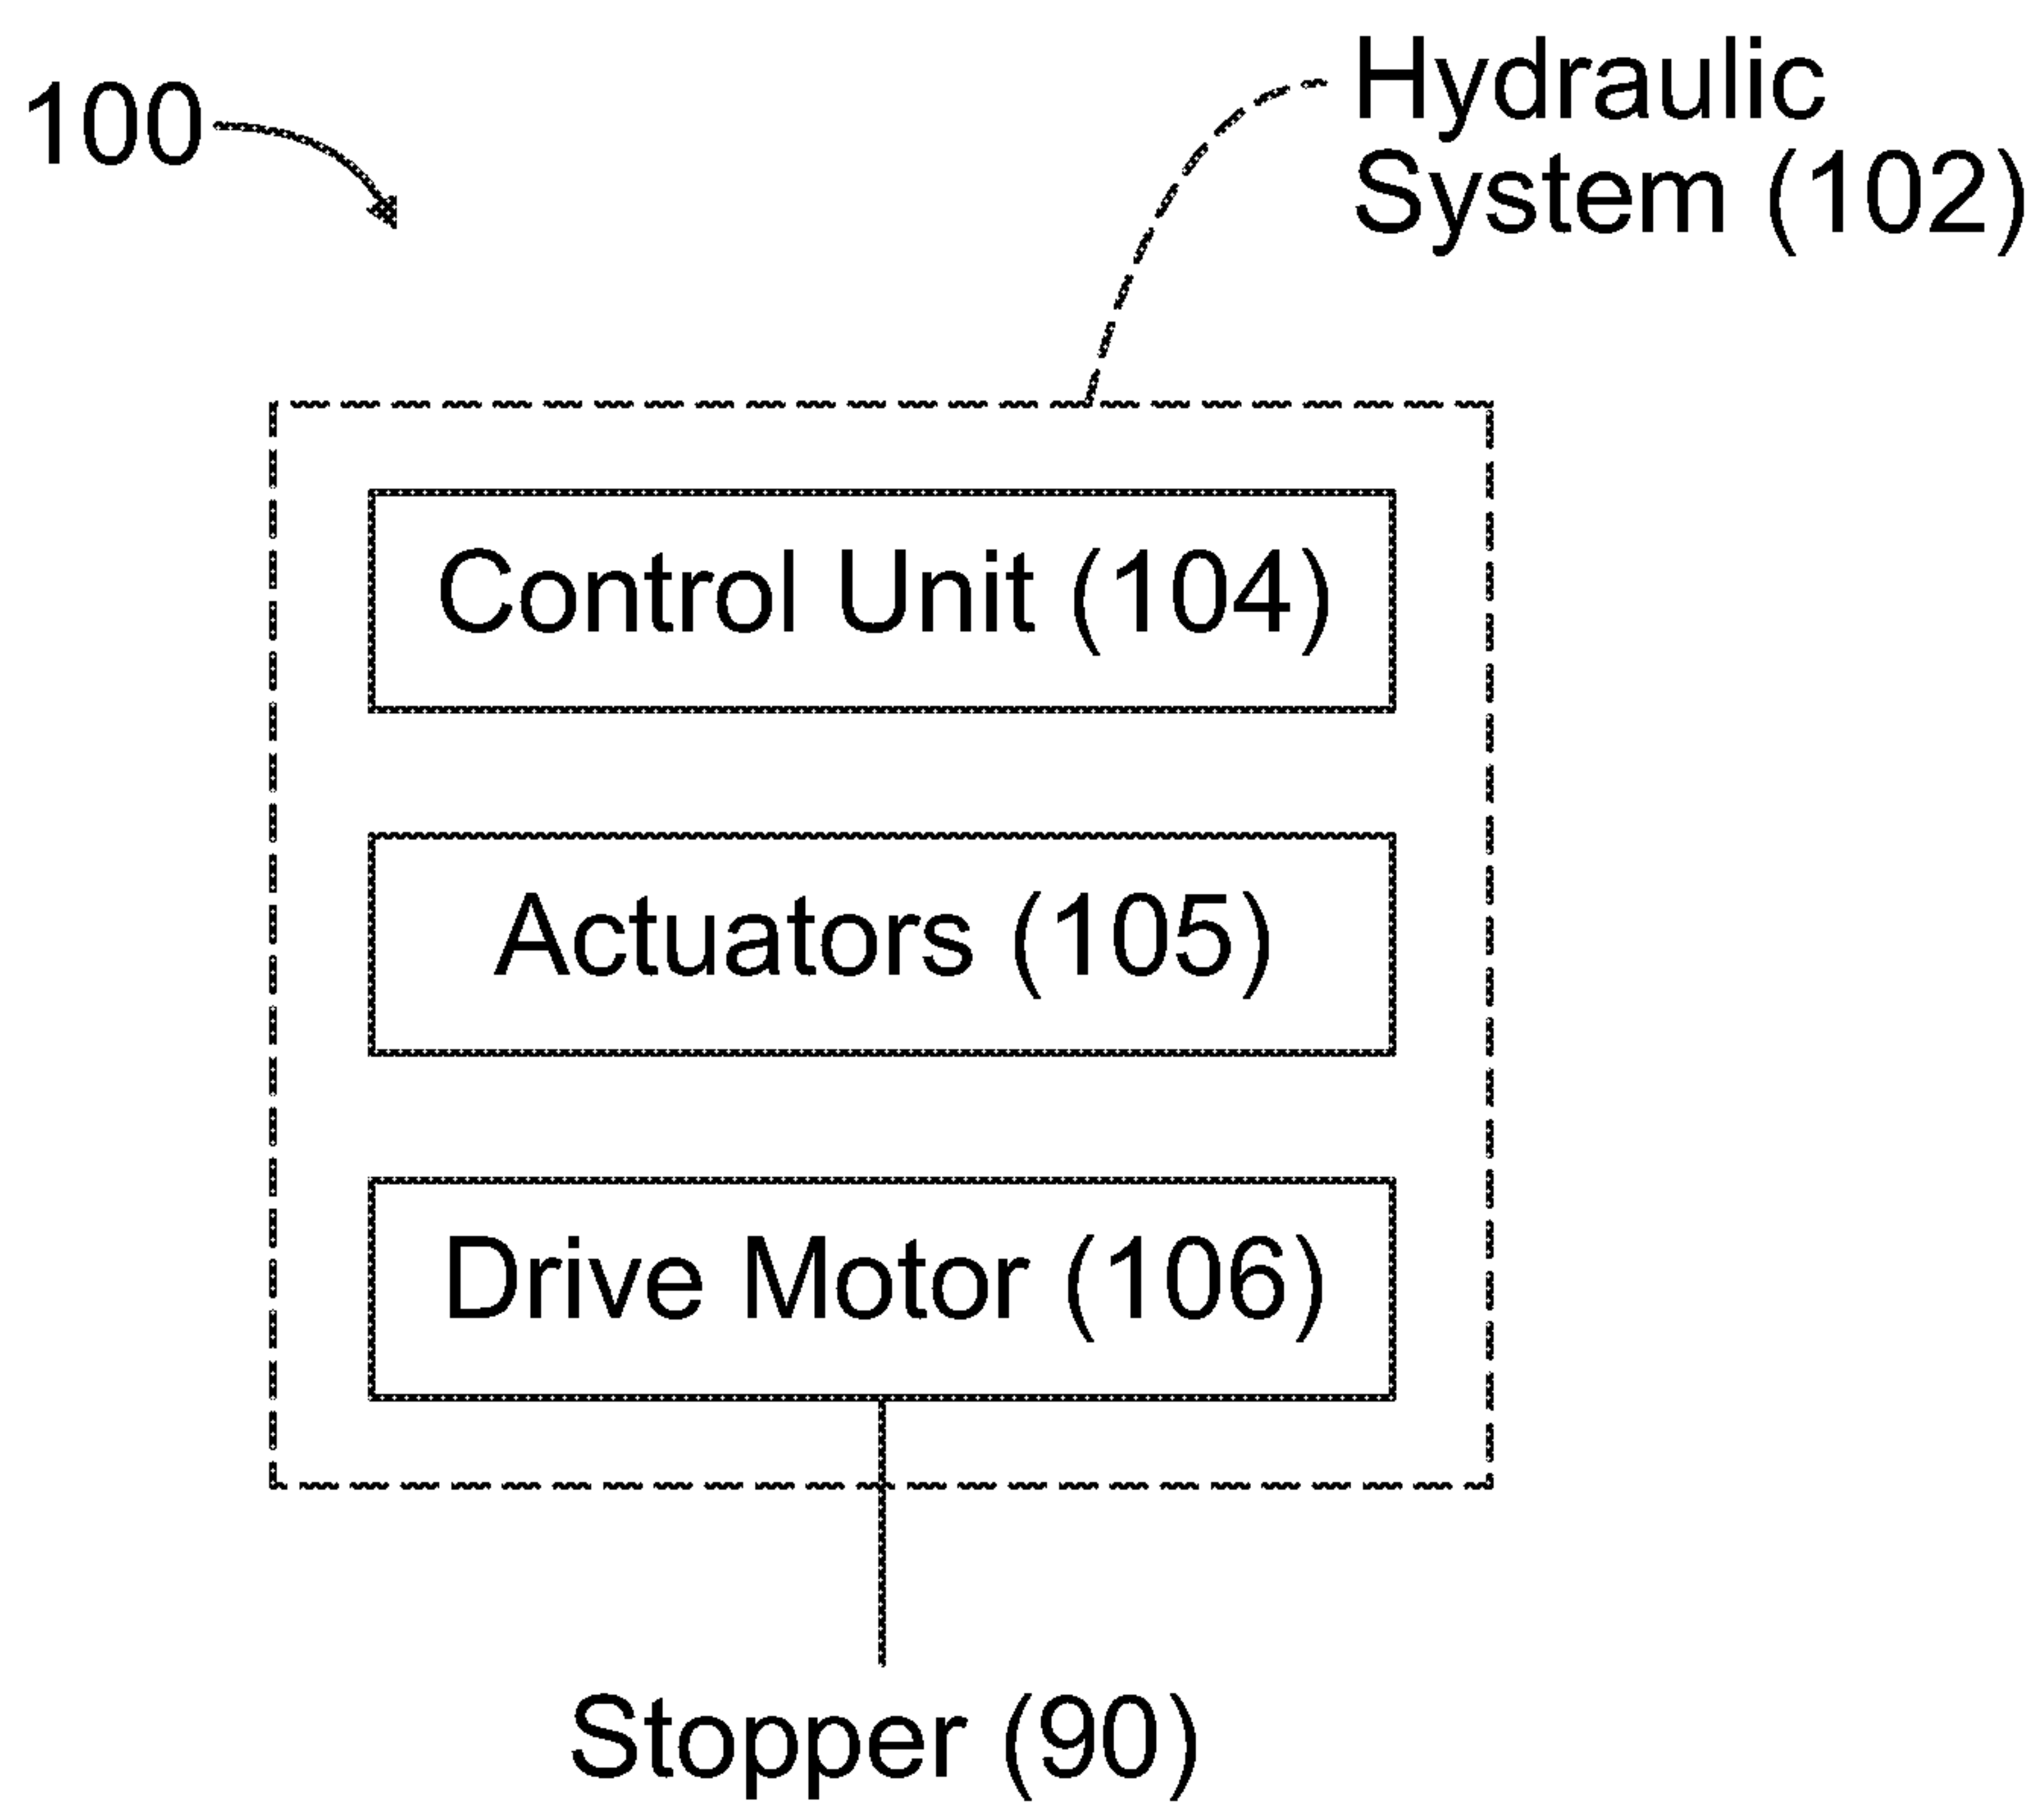 100
Hydraulic
System (102)
Control Unit (104)
Actuators (105)
Drive Motor (106)
Stopper (90)